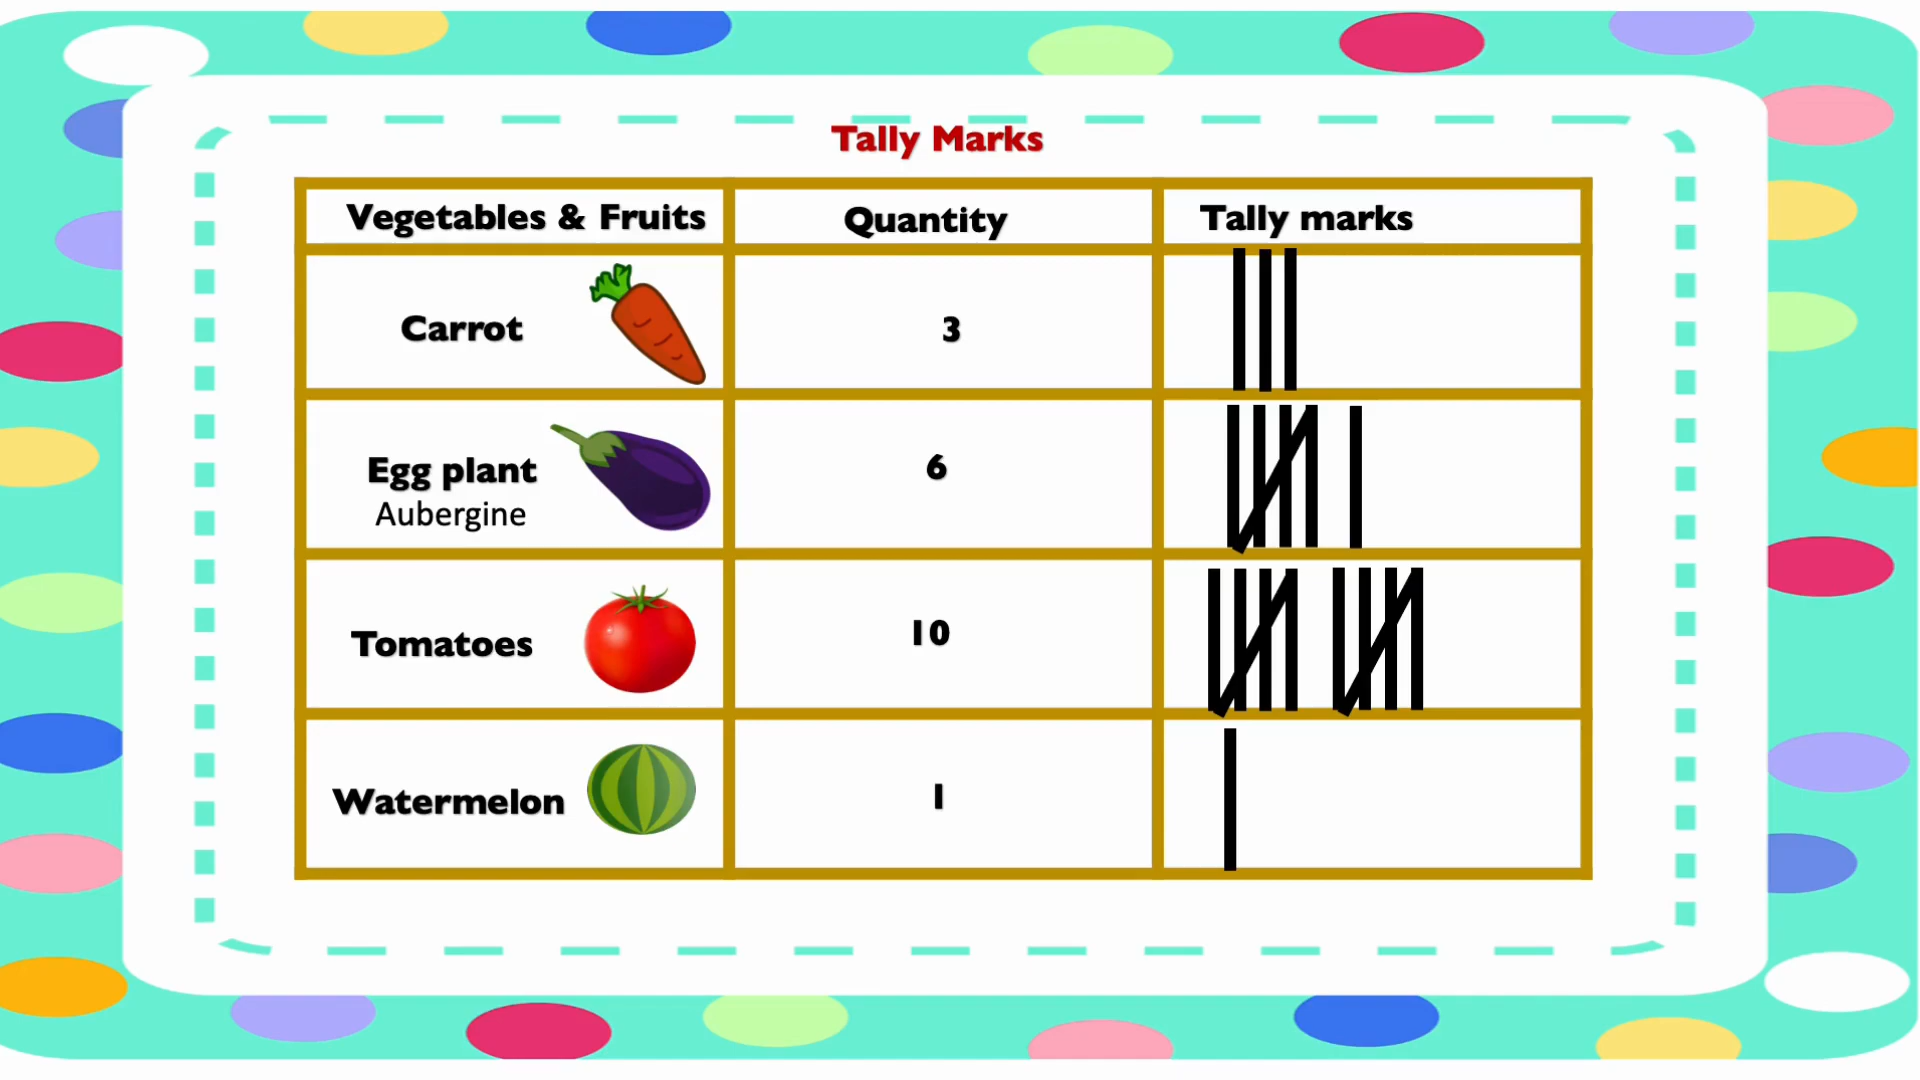 Tally Marks
Vegetables & Fruits
Quantity
Tally marks
Carrot
3
Egg plant
Aubergine
6
Tomatoes
10
Watermelon
1